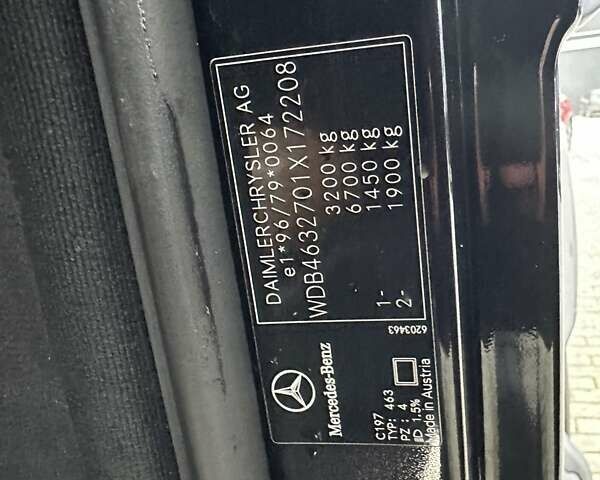 DAIMLERCHRYSLER AG
e1*96/79*0064
WDB4632701X172208
3200 kg
6700 kg
1- 1450 kg
2- 1900 kg
6203463
Mercedes-Benz
C197
TYP: 463
PZ : 4
1,5%
Made in Austria